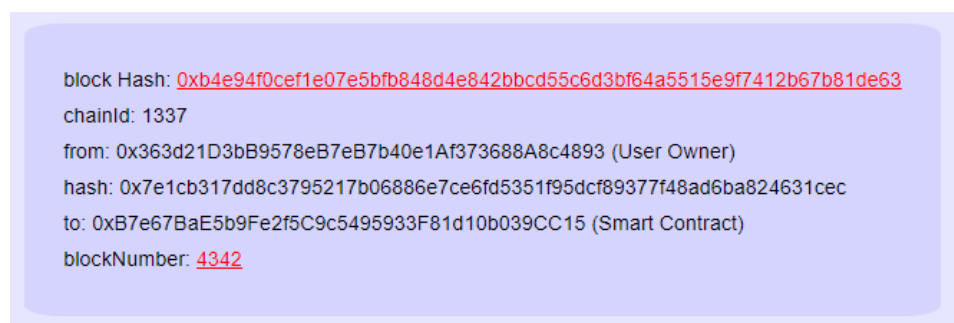 block Hash: 0xb4e94f0cef1e07e5bfb848d4e842bbcd55c6d3bf64a5515e9f7412b67b81de63
chainId: 1337
from: 0x363d21D3bB9578eB7eB7b40e1Af373688A8c4893 (User Owner)
hash: 0x7e1cb317dd8c3795217b06886e7ce6fd5351f95dcf89377f48ad6ba824631cec
to: 0xB7e67BaE5b9Fe2f5C9c5495933F81d10b039CC15 (Smart Contract)
blockNumber: 4342